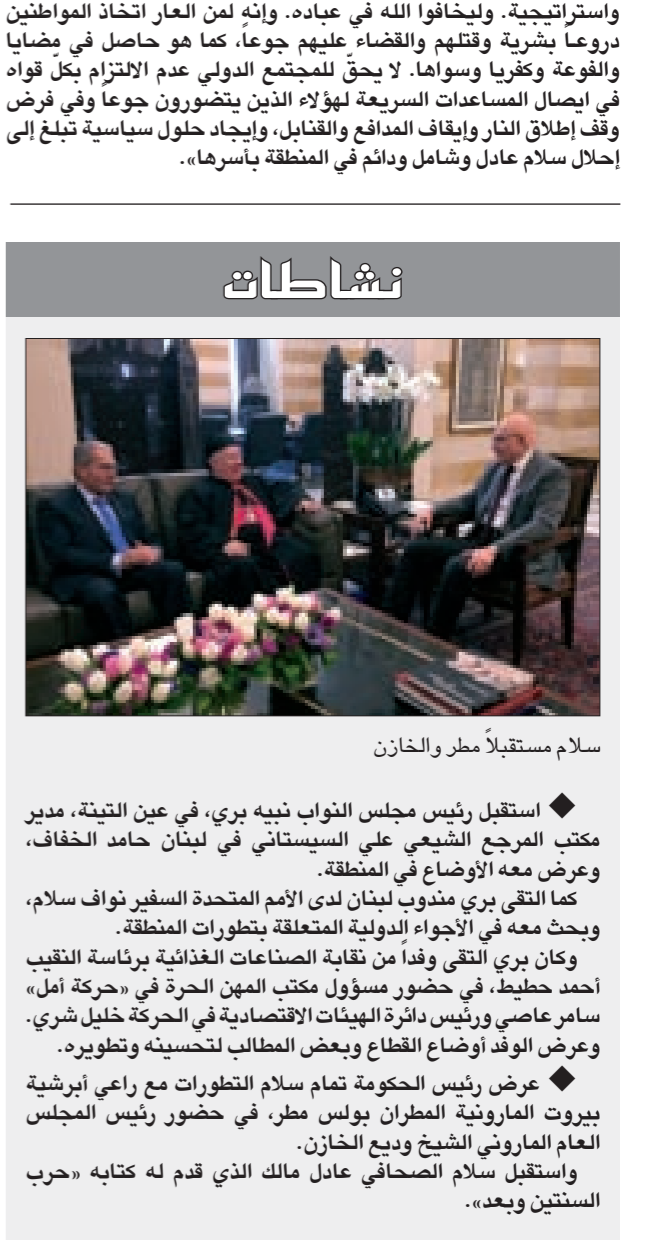 واستراتيجية. وليخافوا الله في عباده. وإنه لمن العار اتخاذ المواطنين
دروعاً بشرية وقتلهم والقضاء عليهم جوعاً، كما هو حاصل في مضايا
والفوعة وكفريا وسواها. لا يحقّ للمجتمع الدولي عدم الالتزام بكلّ قواه
في ايصال المساعدات السريعة لهؤلاء الذين يتضورون جوعاً وفي فرض
وقف إطلاق النار وإيقاف المدافع والقنابل، وإيجاد حلول سياسية تبلغ إلى
إحلال سلام عادل وشامل ودائم في المنطقة بأسرها».
نشاطات
سلام مستقبلاً مطر والخازن
◆ استقبل رئيس مجلس النواب نبيه بري، في عين التينة، مدير
مكتب المرجع الشيعي علي السيستاني في لبنان حامد الخفاف،
وعرض معه الأوضاع في المنطقة.
كما التقى بري مندوب لبنان لدى الأمم المتحدة السفير نواف سلام،
وبحث معه في الأجواء الدولية المتعلقة بتطورات المنطقة.
وكان بري التقى وفداً من نقابة الصناعات الغذائية برئاسة النقيب
أحمد حطيط، في حضور مسؤول مكتب المهن الحرة في «حركة أمل»
سامر عاصي ورئيس دائرة الهيئات الاقتصادية في الحركة خليل شري.
وعرض الوفد أوضاع القطاع وبعض المطالب لتحسينه وتطويره.
◆ عرض رئيس الحكومة تمام سلام التطورات مع راعي أبرشية
بيروت المارونية المطران بولس مطر، في حضور رئيس المجلس
العام الماروني الشيخ وديع الخازن.
واستقبل سلام الصحافي عادل مالك الذي قدم له كتابه «حرب
السنتين وبعد».